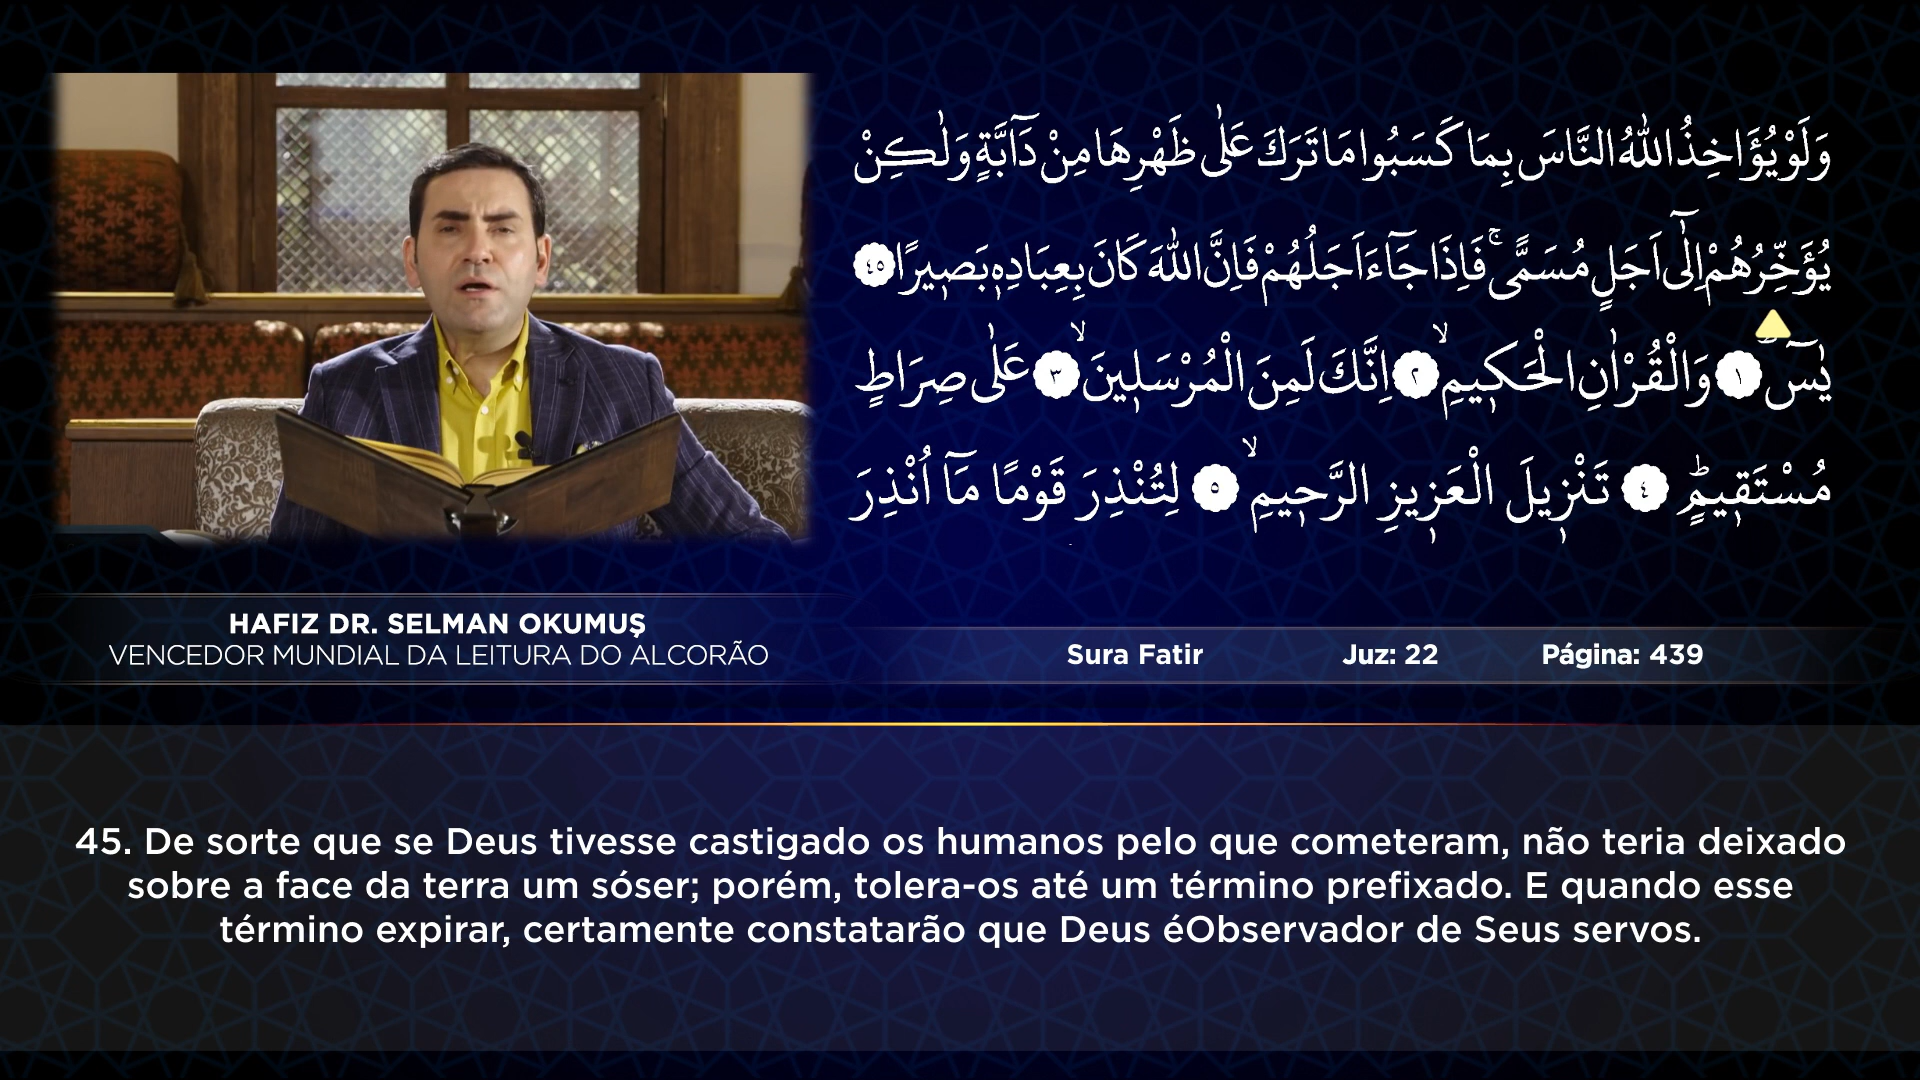 وَلَوْ يُؤَاخِذُ اللّٰهُ النَّاسَ بِمَا كَسَبُوا مَا تَرَكَ عَلٰى ظَهْرِهَا مِنْ دَٓابَّةٍ وَلٰكِنْ
يُؤَخِّرُهُمْ اِلٰٓى اَجَلٍ مُسَمًّىۚ فَاِذَا جَٓاءَ اَجَلُهُمْ فَاِنَّ اللّٰهَ كَانَ بِعِبَادِهٖ بَصٖيرًا ٤٥
يٰسٓۜ ١ وَالْقُرْاٰنِ الْحَكٖيمِۙ ٢ اِنَّكَ لَمِنَ الْمُرْسَلٖينَۙ ٣ عَلٰى صِرَاطٍ
مُسْتَقٖيمٍؕ ٤ تَنْزٖيلَ الْعَزٖيزِ الرَّحٖيمِۙ ٥ لِتُنْذِرَ قَوْمًا مَٓا اُنْذِرَ
HAFIZ DR. SELMAN OKUMUŞ
VENCEDOR MUNDIAL DA LEITURA DO ALCORÃO
Sura Fatir Juz: 22 Página: 439
45. De sorte que se Deus tivesse castigado os humanos pelo que cometeram, não teria deixado
sobre a face da terra um sóser; porém, tolera-os até um término prefixado. E quando esse
término expirar, certamente constatarão que Deus éObservador de Seus servos.